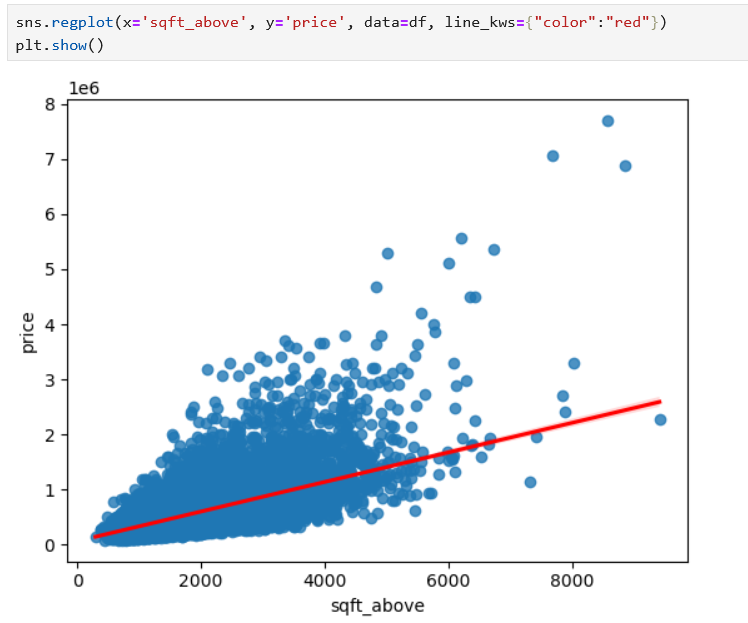 sns.regplot(x='sqft_above', y='price', data=df, line_kws={"color":"red"})
plt.show()
1e6
8
7
6
5
4
3
2
1
0
price
0 2000 4000 6000 8000
sqft_above